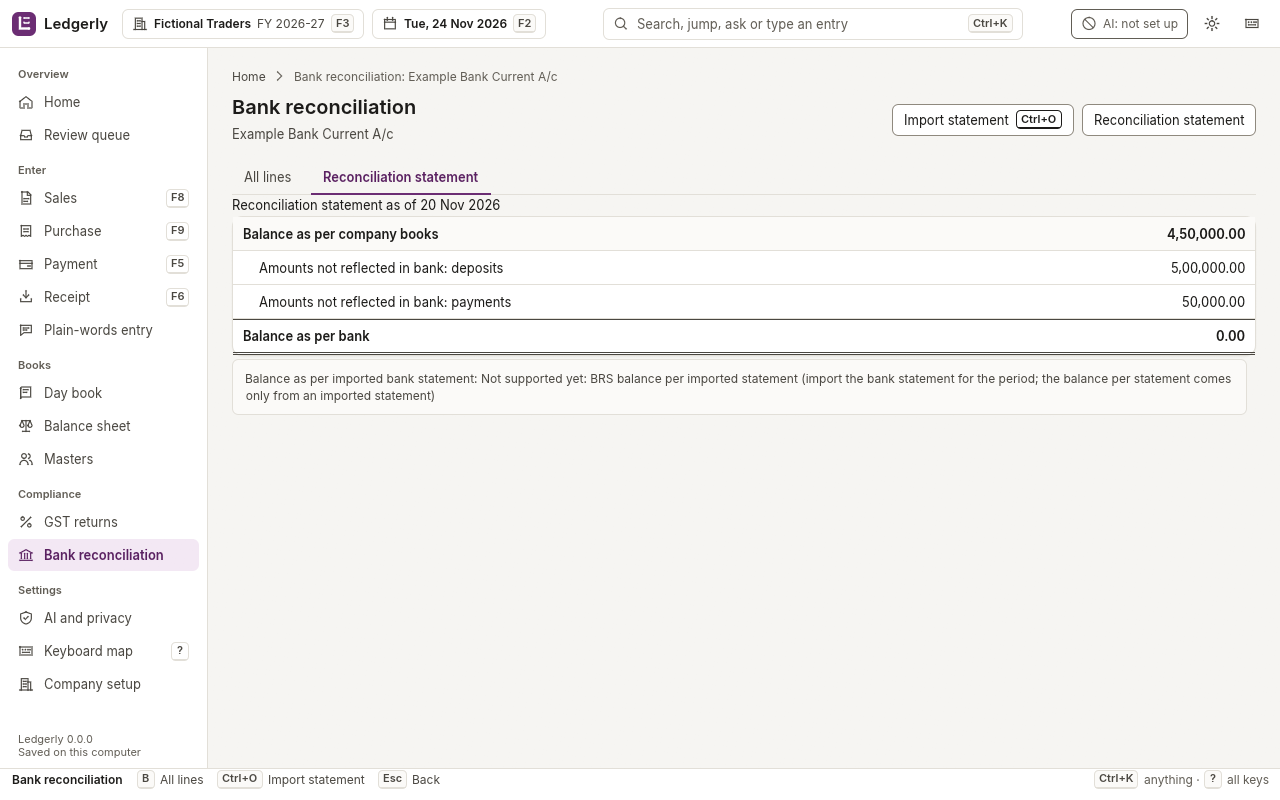 Ledgerly
Fictional Traders FY 2026-27 F3
Tue, 24 Nov 2026 F2
Search, jump, ask or type an entry Ctrl+K
AI: not set up
Overview
Home
Review queue
Enter
Sales F8
Purchase F9
Payment F5
Receipt F6
Plain-words entry
Books
Day book
Balance sheet
Masters
Compliance
GST returns
Bank reconciliation
Settings
AI and privacy
Keyboard map ?
Company setup
Ledgerly 0.0.0
Saved on this computer
Home Bank reconciliation: Example Bank Current A/c
Bank reconciliation
Example Bank Current A/c
Import statement Ctrl+O
Reconciliation statement
All lines
Reconciliation statement
Reconciliation statement as of 20 Nov 2026
Balance as per company books 4,50,000.00
Amounts not reflected in bank: deposits 5,00,000.00
Amounts not reflected in bank: payments 50,000.00
Balance as per bank 0.00
Balance as per imported bank statement: Not supported yet: BRS balance per imported statement (import the bank statement for the period; the balance per statement comes
only from an imported statement)
Bank reconciliation B All lines Ctrl+O Import statement Esc Back
Ctrl+K anything · ? all keys